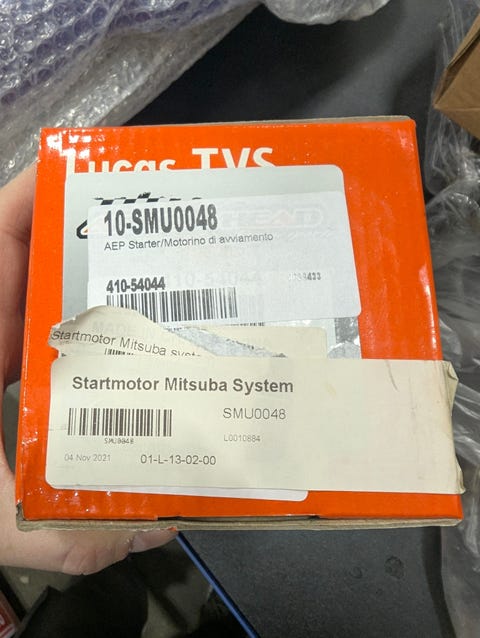 Lucas TVS
10-SMU0048
AEP Starter/Motorino di avviamento
410-54044
Startmotor Mitsuba syste
Startmotor Mitsuba System
SMU0048
SMU0048
L0010884
04 Nov 2021
01-L-13-02-00